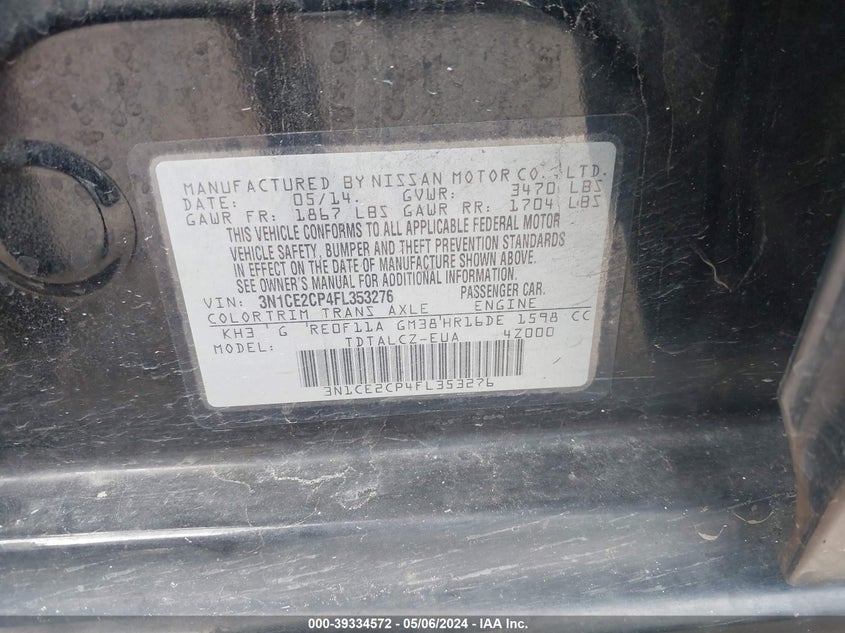 MANUFACTURED BY NISSAN MOTOR CO., LTD.
DATE: 05/14 GVWR: 3470 LBS
GAWR FR: 1867 LBS GAWR RR: 1704 LBS
THIS VEHICLE CONFORMS TO ALL APPLICABLE FEDERAL MOTOR
VEHICLE SAFETY, BUMPER AND THEFT PREVENTION STANDARDS
IN EFFECT ON THE DATE OF MANUFACTURE SHOWN ABOVE.
SEE OWNER'S MANUAL FOR ADDITIONAL INFORMATION.
VIN: 3N1CE2CP4FL353276 PASSENGER CAR.
COLOR TRIM TRANS AXLE ENGINE
KH3 G RE0F11A GM38 HR16DE 1598 CC
MODEL: TDTALCZ-EUA 4Z000
3N1CE2CP4FL353276
000-39334572 - 05/06/2024 - IAA Inc.